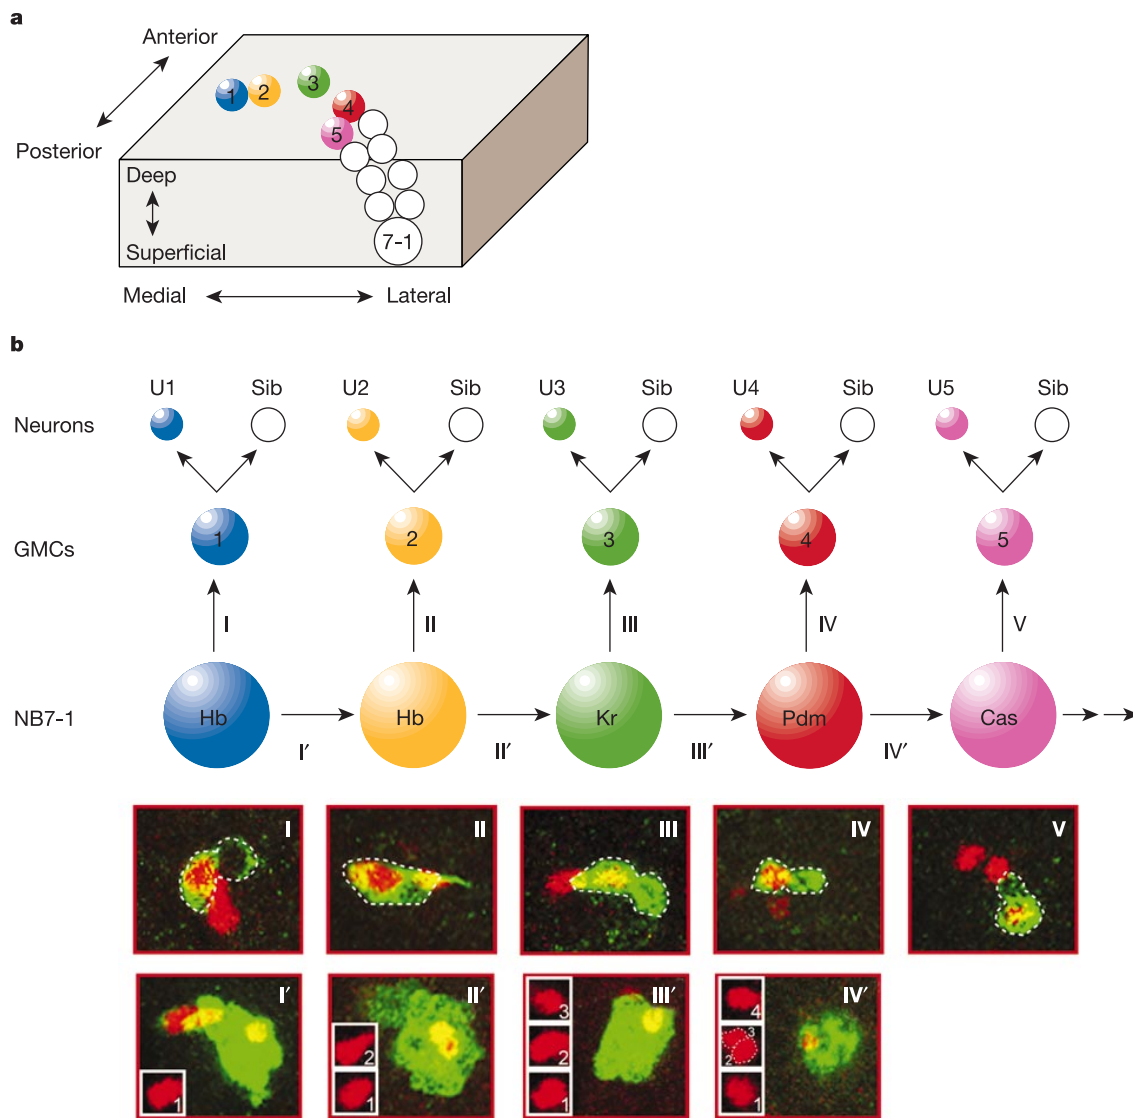 a
Anterior
Posterior
1 2 3 4 5
Deep
Superficial
7-1
Medial
Lateral
b
U1 Sib U2 Sib U3 Sib U4 Sib U5 Sib
Neurons
GMCs
1 2 3 4 5
I II III IV V
NB7-1
Hb Hb Kr Pdm Cas
I′ II′ III′ IV′
I II III IV V
I′ II′ III′ IV′
3 4
2 2 3
2
1 1 1 1